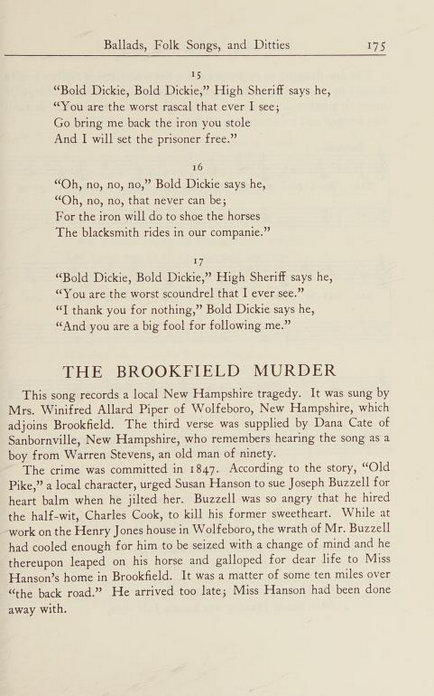 Ballads, Folk Songs, and Ditties 175
15
“Bold Dickie, Bold Dickie,” High Sheriff says he,
“You are the worst rascal that ever I see;
Go bring me back the iron you stole
And I will set the prisoner free.”
16
“Oh, no, no, no,” Bold Dickie says he,
“Oh, no, no, that never can be;
For the iron will do to shoe the horses
The blacksmith rides in our companie.”
17
“Bold Dickie, Bold Dickie,” High Sheriff says he,
“You are the worst scoundrel that I ever see.”
“I thank you for nothing,” Bold Dickie says he,
“And you are a big fool for following me.”
THE BROOKFIELD MURDER
This song records a local New Hampshire tragedy. It was sung by
Mrs. Winifred Allard Piper of Wolfeboro, New Hampshire, which
adjoins Brookfield. The third verse was supplied by Dana Cate of
Sanbornville, New Hampshire, who remembers hearing the song as a
boy from Warren Stevens, an old man of ninety.
The crime was committed in 1847. According to the story, “Old
Pike,” a local character, urged Susan Hanson to sue Joseph Buzzell for
heart balm when he jilted her. Buzzell was so angry that he hired
the half-wit, Charles Cook, to kill his former sweetheart. While at
work on the Henry Jones house in Wolfeboro, the wrath of Mr. Buzzell
had cooled enough for him to be seized with a change of mind and he
thereupon leaped on his horse and galloped for dear life to Miss
Hanson’s home in Brookfield. It was a matter of some ten miles over
“the back road.” He arrived too late; Miss Hanson had been done
away with.